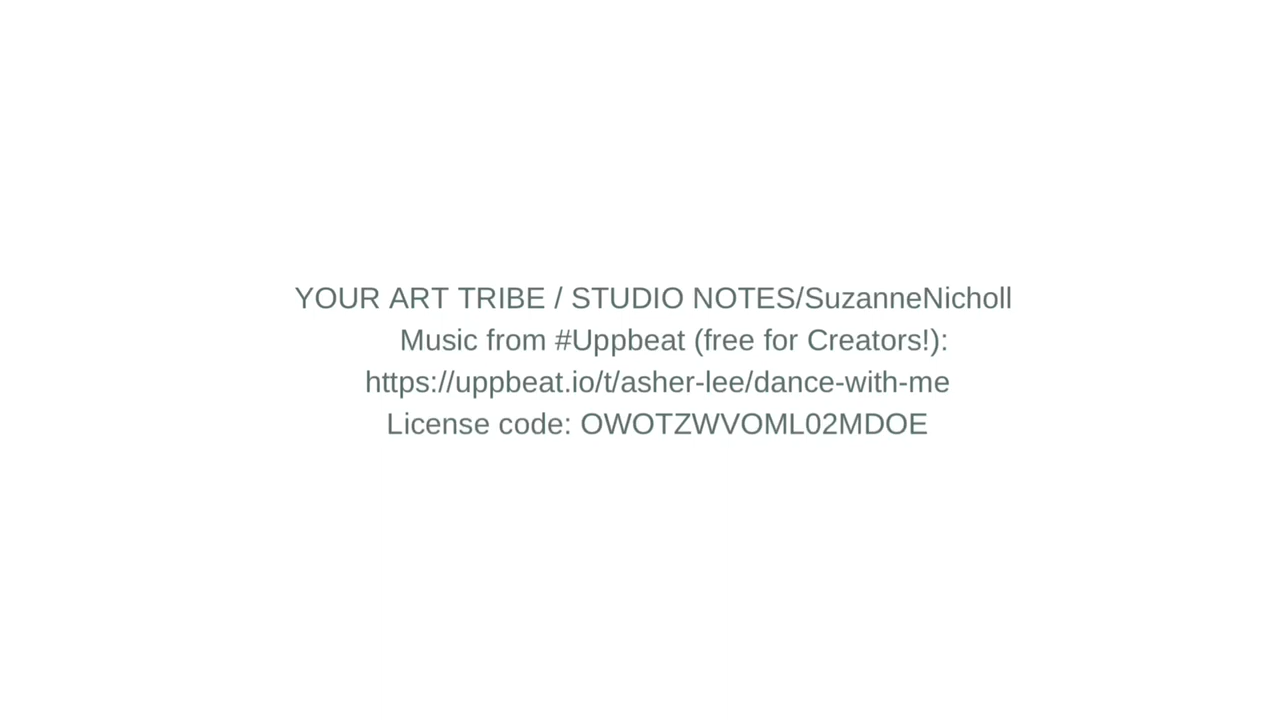 YOUR ART TRIBE / STUDIO NOTES/SuzanneNicholl
Music from #Uppbeat (free for Creators!):
https://uppbeat.io/t/asher-lee/dance-with-me
License code: OWOTZWVOML02MDOE